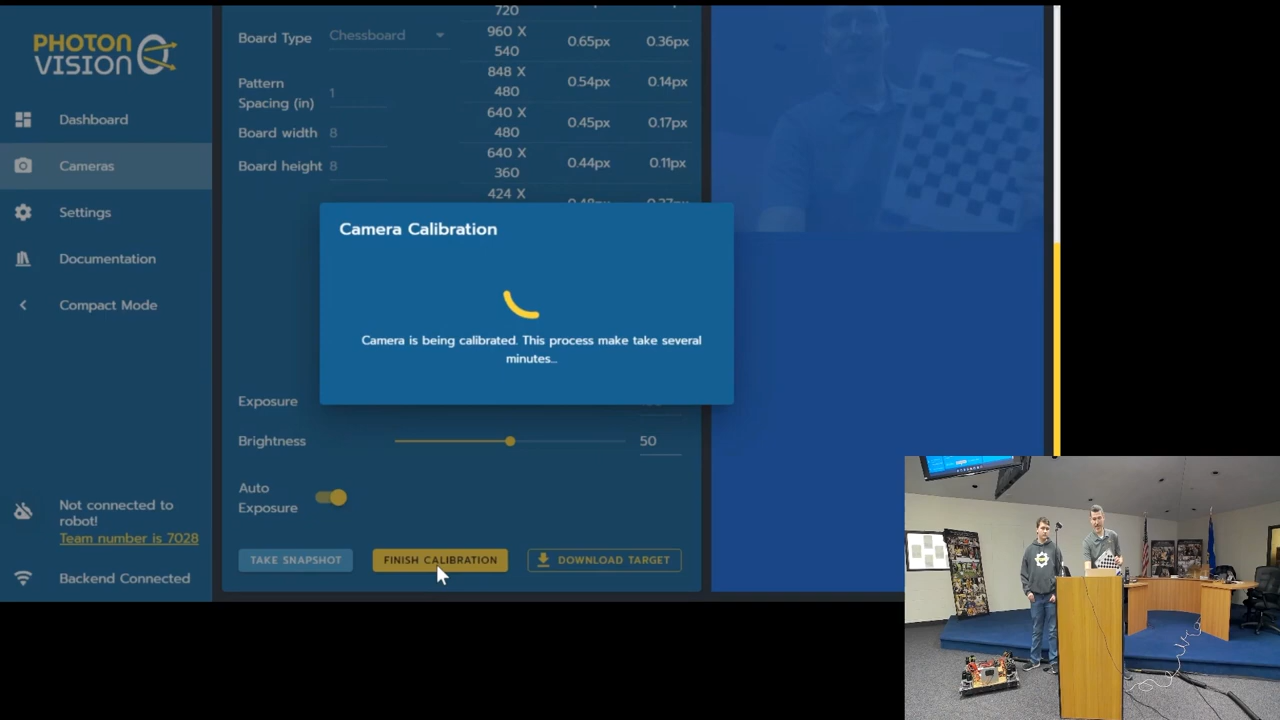 PHOTON
VISION
Dashboard
Cameras
Settings
Documentation
Compact Mode
Not connected to
robot!
Team number is 7028
Backend Connected
Board Type Chessboard
Pattern
Spacing (in) 1
Board width 8
Board height 8
720
960 X
540 0.65px 0.36px
848 X
480 0.54px 0.14px
640 X
480 0.45px 0.17px
640 X
360 0.44px 0.11px
424 X
Camera Calibration
Camera is being calibrated. This process make take several
minutes...
Exposure
Brightness 50
Auto
Exposure
TAKE SNAPSHOT
FINISH CALIBRATION
DOWNLOAD TARGET